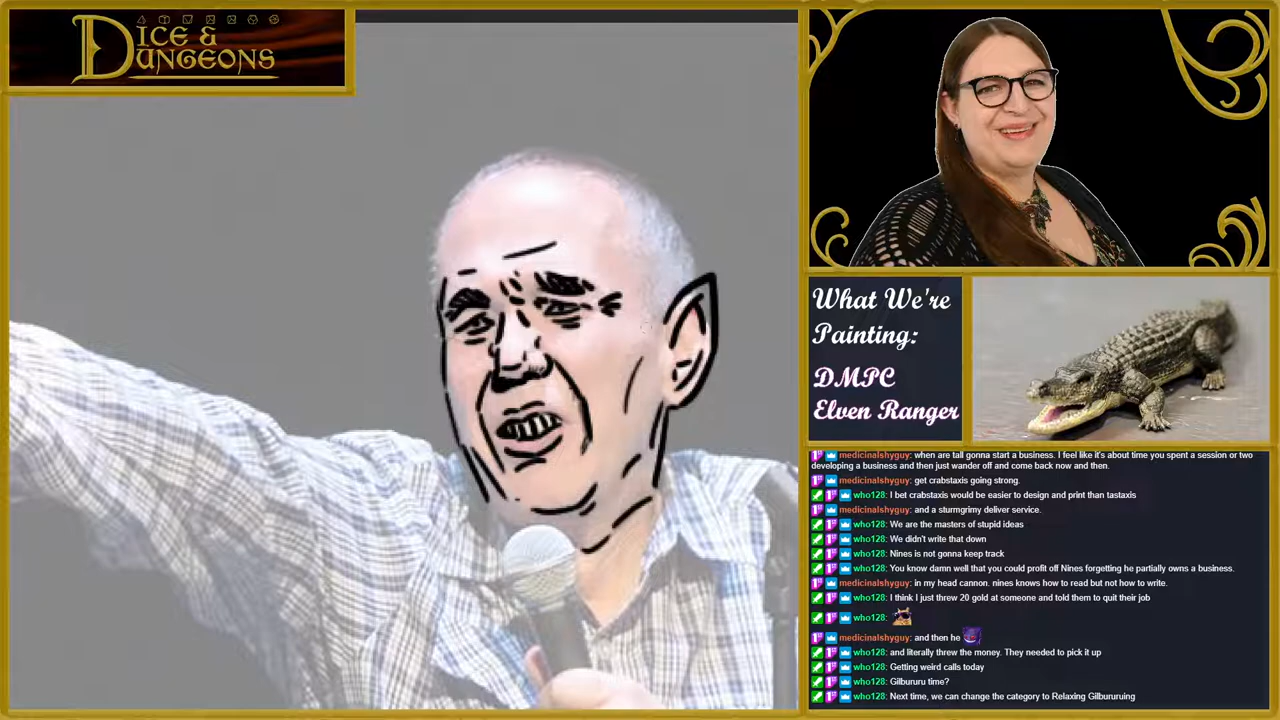 DICE &
DUNGEONS
What We're
Painting:
DMPC
Elven Ranger
medicinalshyguy: when are tall gonna start a business. I feel like it's about time you spent a session or two
developing a business and then just wander off and come back now and then.
medicinalshyguy: get crabstaxis going strong.
who128: I bet crabstaxis would be easier to design and print than tastaxis
medicinalshyguy: and a sturmgrimy deliver service.
who128: We are the masters of stupid ideas
who128: We didn't write that down
who128: Nines is not gonna keep track
who128: You know damn well that you could profit off Nines forgetting he partially owns a business.
medicinalshyguy: in my head cannon. nines knows how to read but not how to write.
who128: I think I just threw 20 gold at someone and told them to quit their job
who128:
medicinalshyguy: and then he
who128: and literally threw the money. They needed to pick it up
who128: Getting weird calls today
who128: Gilbururu time?
who128: Next time, we can change the category to Relaxing Gilbururuing